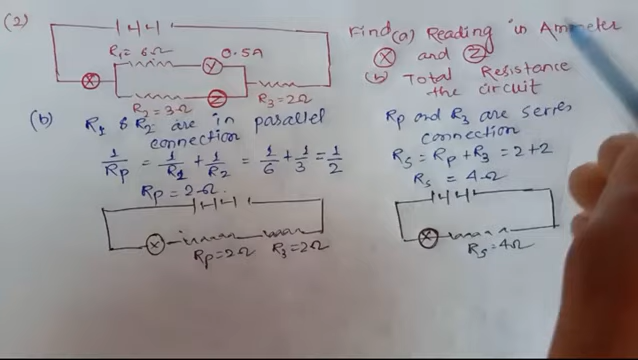 (2)
R₁ = 6Ω
Y 0.5A
X
Z
R₂ = 3Ω
R₃ = 2Ω
Find (a) Reading in Ammeter
X and Z
(b) Total Resistance
the circuit
(b) R₁ & R₂ are in parallel
connection
1/Rp = 1/R₁ + 1/R₂ = 1/6 + 1/3 = 1/2
Rp = 2Ω.
X
Rp = 2Ω R₃ = 2Ω
Rp and R₃ are series
connection
Rs = Rp + R₃ = 2 + 2
Rs = 4Ω
X
Rs = 4Ω